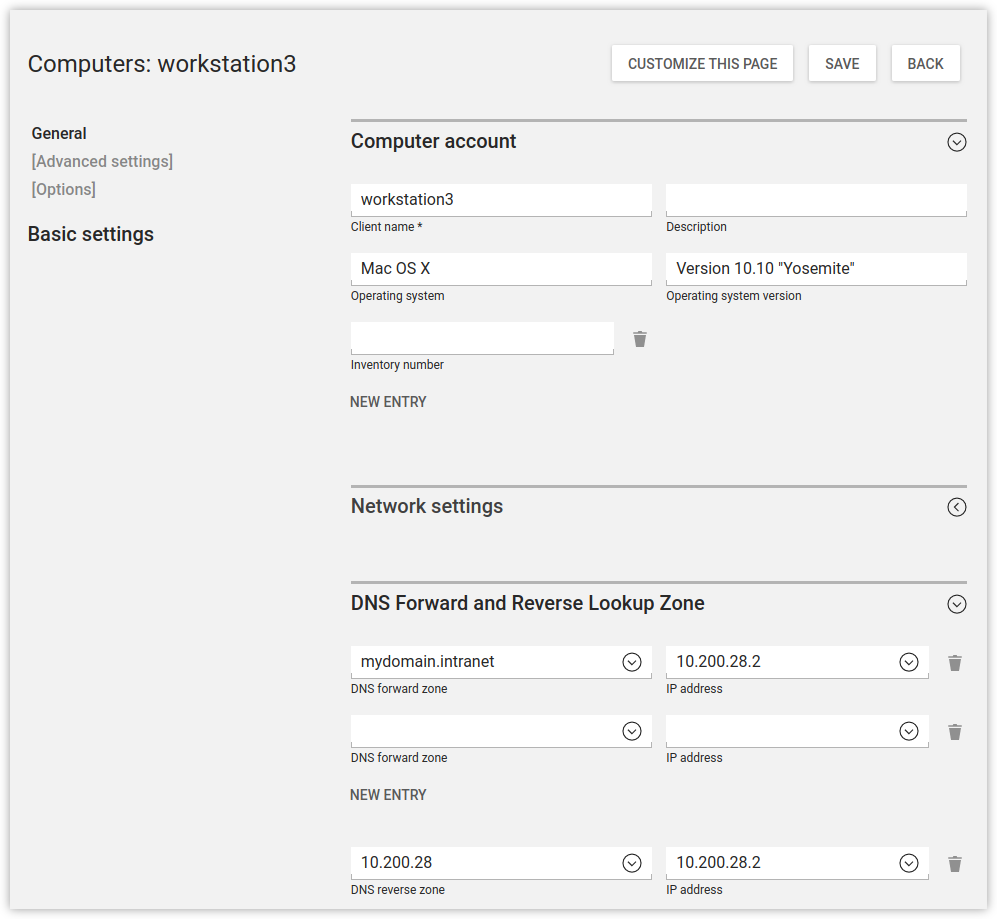 Computers: workstation3
CUSTOMIZE THIS PAGE
SAVE
BACK
General
[Advanced settings]
[Options]
Basic settings
Computer account
workstation3
Client name *
Description
Mac OS X
Version 10.10 "Yosemite"
Operating system
Operating system version
Inventory number
NEW ENTRY
Network settings
DNS Forward and Reverse Lookup Zone
mydomain.intranet
10.200.28.2
DNS forward zone
IP address
DNS forward zone
IP address
NEW ENTRY
10.200.28
10.200.28.2
DNS reverse zone
IP address